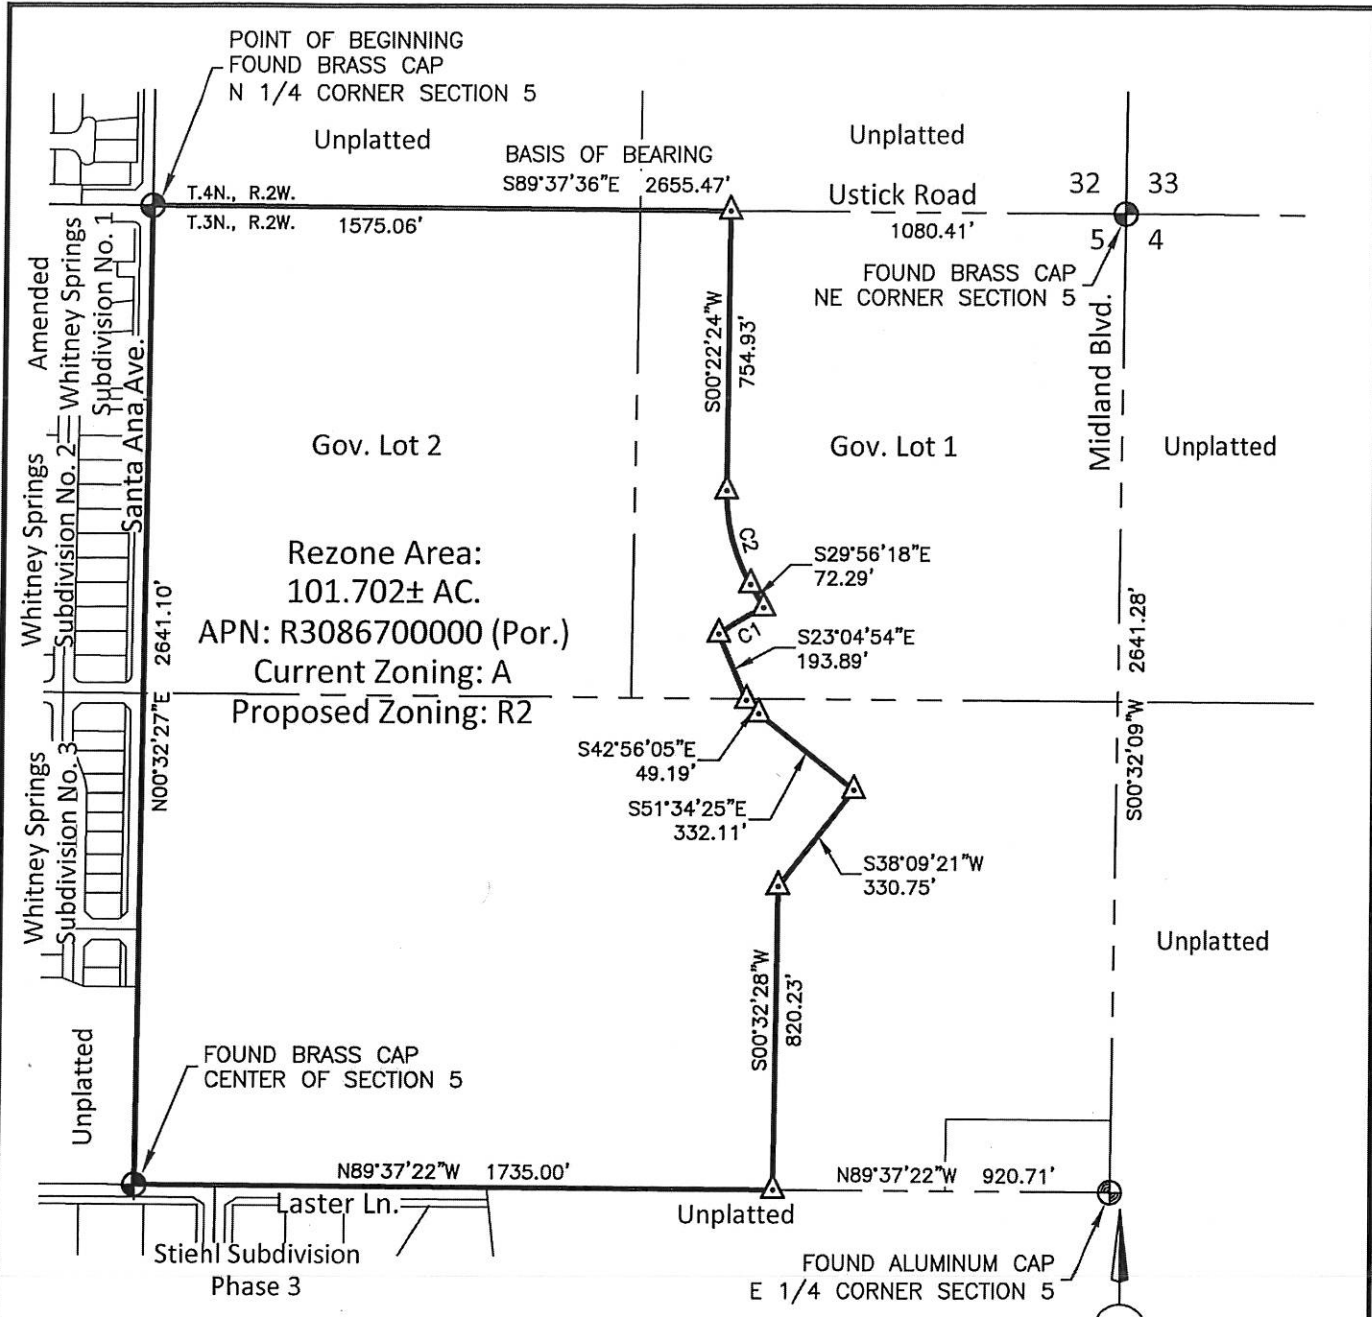 POINT OF BEGINNING
FOUND BRASS CAP
N 1/4 CORNER SECTION 5
Unplatted
Unplatted
BASIS OF BEARING
S89°37'36"E 2655.47'
T.4N., R.2W.
T.3N., R.2W.
1575.06'
Ustick Road
1080.41'
32
33
5
4
FOUND BRASS CAP
NE CORNER SECTION 5
Amended
Whitney Springs
Subdivision No. 1
Santa Ana Ave.
S00°22'24"W
754.93'
Midland Blvd.
Gov. Lot 2
Gov. Lot 1
Unplatted
Whitney Springs
Subdivision No. 2
Rezone Area:
101.702± AC.
APN: R3086700000 (Por.)
Current Zoning: A
Proposed Zoning: R2
C2
S29°56'18"E
72.29'
C1
S23°04'54"E
193.89'
N00°32'27"E 2641.10'
S00°32'09"W 2641.28'
S42°56'05"E
49.19'
S51°34'25"E
332.11'
S38°09'21"W
330.75'
Whitney Springs
Subdivision No. 3
Unplatted
S00°32'28"W
820.23'
Unplatted
FOUND BRASS CAP
CENTER OF SECTION 5
N89°37'22"W 1735.00'
N89°37'22"W 920.71'
Laster Ln.
Unplatted
Stiehl Subdivision
Phase 3
FOUND ALUMINUM CAP
E 1/4 CORNER SECTION 5